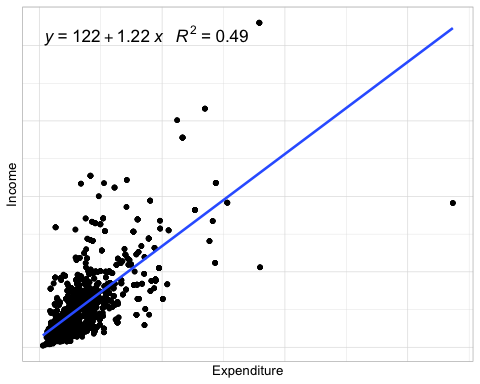 y = 122 + 1.22 x   R² = 0.49
Income
Expenditure